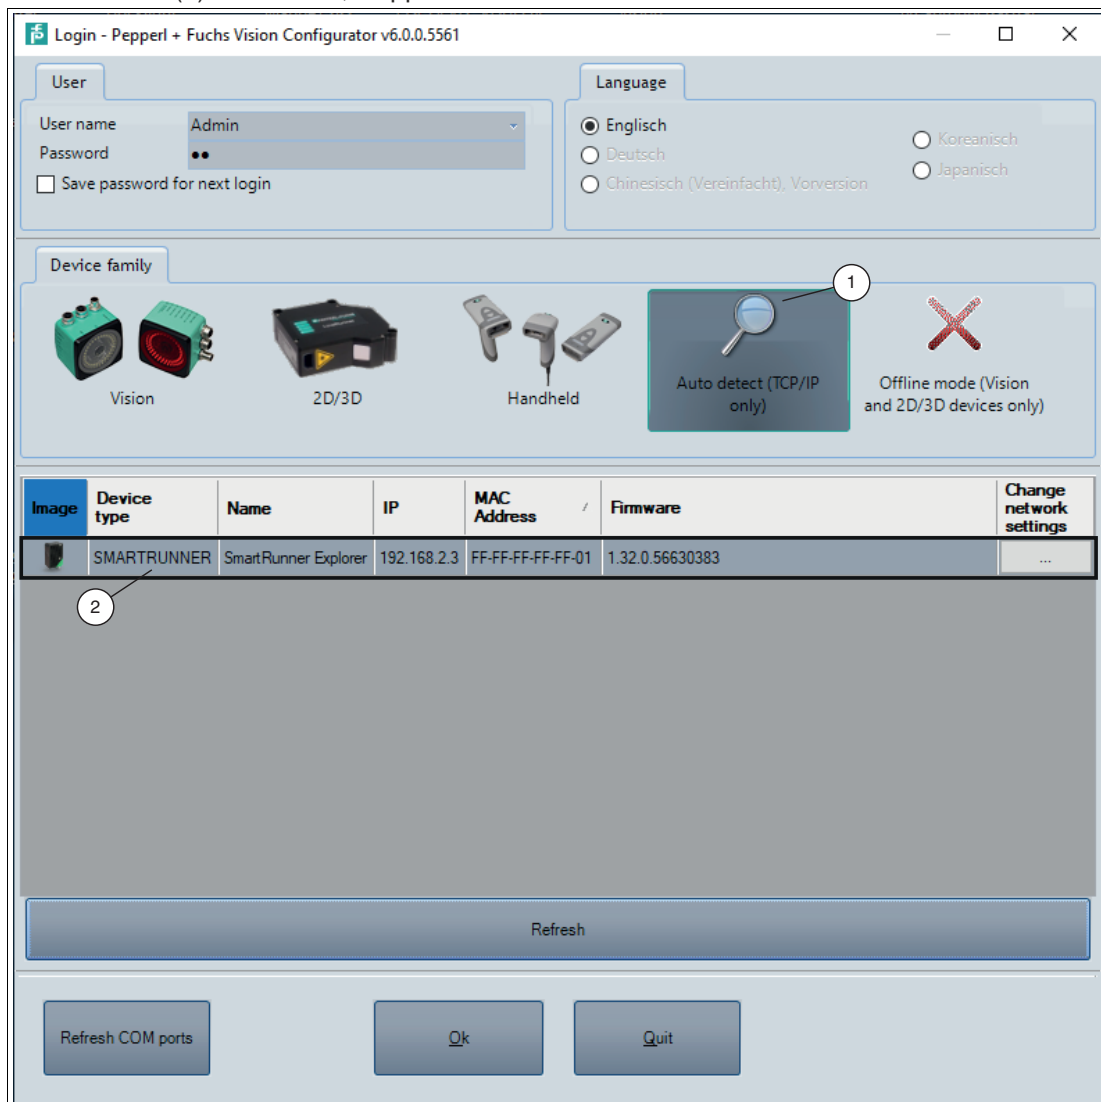 Login - Pepperl + Fuchs Vision Configurator v6.0.0.5561
User
User name Admin
Password ••
Save password for next login
Language
Englisch
Deutsch
Chinesisch (Vereinfacht), Vorversion
Koreanisch
Japanisch
Device family
1
Vision
2D/3D
Handheld
Auto detect (TCP/IP
only)
Offline mode (Vision
and 2D/3D devices only)
Image Device type Name IP MAC Address Firmware Change network settings
SMARTRUNNER SmartRunner Explorer 192.168.2.3 FF-FF-FF-FF-FF-01 1.32.0.56630383 ...
2
Refresh
Refresh COM ports
Ok
Quit